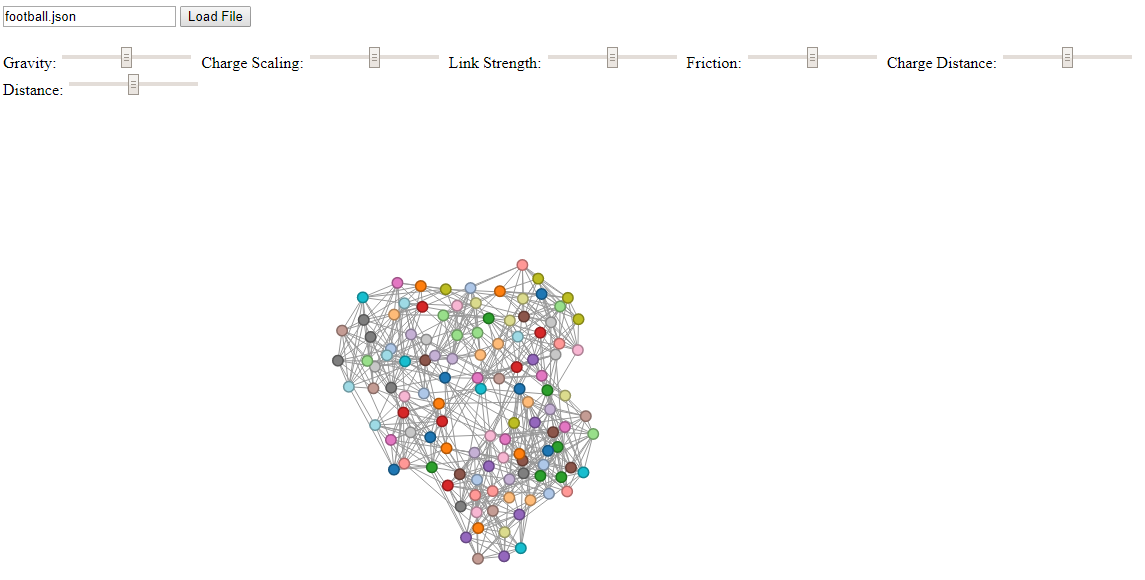 football.json Load File
Gravity: Charge Scaling: Link Strength: Friction: Charge Distance:
Distance: